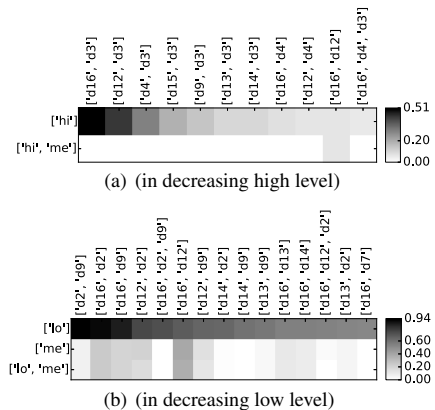 ['d16', 'd3']
['d12', 'd3']
['d4', 'd3']
['d15', 'd3']
['d9', 'd3']
['d13', 'd3']
['d14', 'd3']
['d16', 'd4']
['d12', 'd4']
['d16', 'd12']
['d16', 'd4', 'd3']
['hi']
['hi', 'me']
0.51
0.00
(a) (in decreasing high level)
['d2', 'd9']
['d16', 'd2']
['d16', 'd9']
['d12', 'd2']
['d16', 'd2', 'd9']
['d16', 'd12']
['d12', 'd9']
['d14', 'd2']
['d14', 'd9']
['d13', 'd9']
['d16', 'd13']
['d16', 'd14']
['d16', 'd12', 'd2']
['d13', 'd2']
['d16', 'd7']
['lo']
['me']
['lo', 'me']
0.94
0.80
0.60
0.40
0.20
0.00
(b) (in decreasing low level)